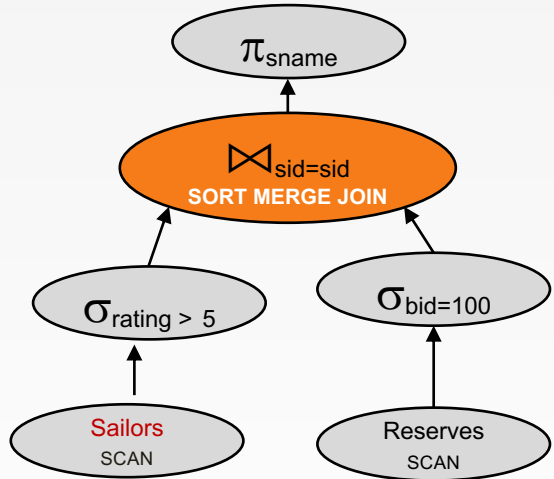 πsname
⋈sid=sid
SORT MERGE JOIN
σrating > 5
σbid=100
Sailors
SCAN
Reserves
SCAN